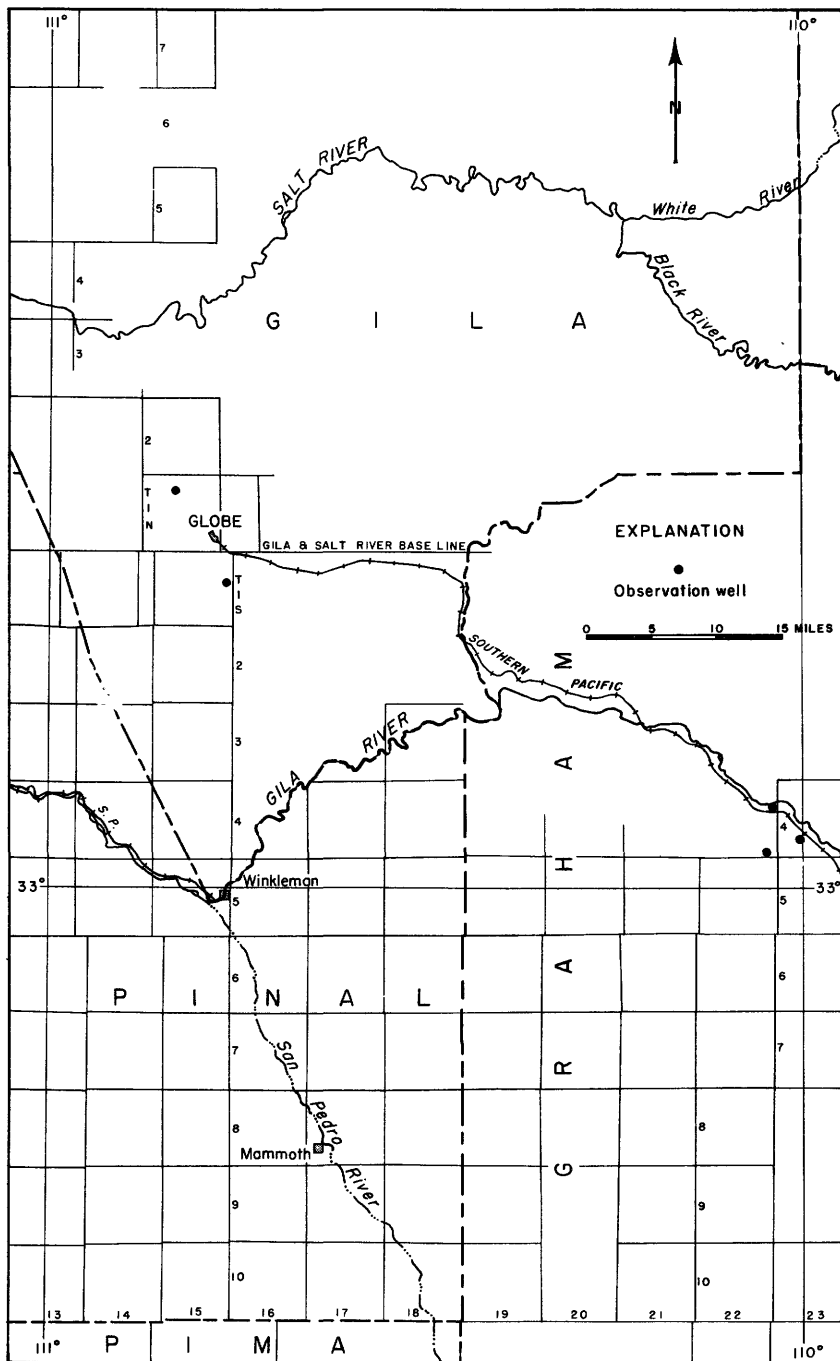 111°
110°
7
N
6
SALT RIVER
5
White River
Black River
4
G I L A
3
2
T I N
GLOBE
EXPLANATION
GILA & SALT RIVER BASE LINE
Observation well
T I S
0 5 10 15 MILES
SOUTHERN PACIFIC
2
GILA RIVER
3
S. P.
4
4
33°
Winkleman
33°
5
5
6
6
P I N A L
G R A H A M
San Pedro River
7
7
8
8
Mammoth
9
9
10
10
13 14 15 16 17 18 19 20 21 22 23
111°
P I M A
110°